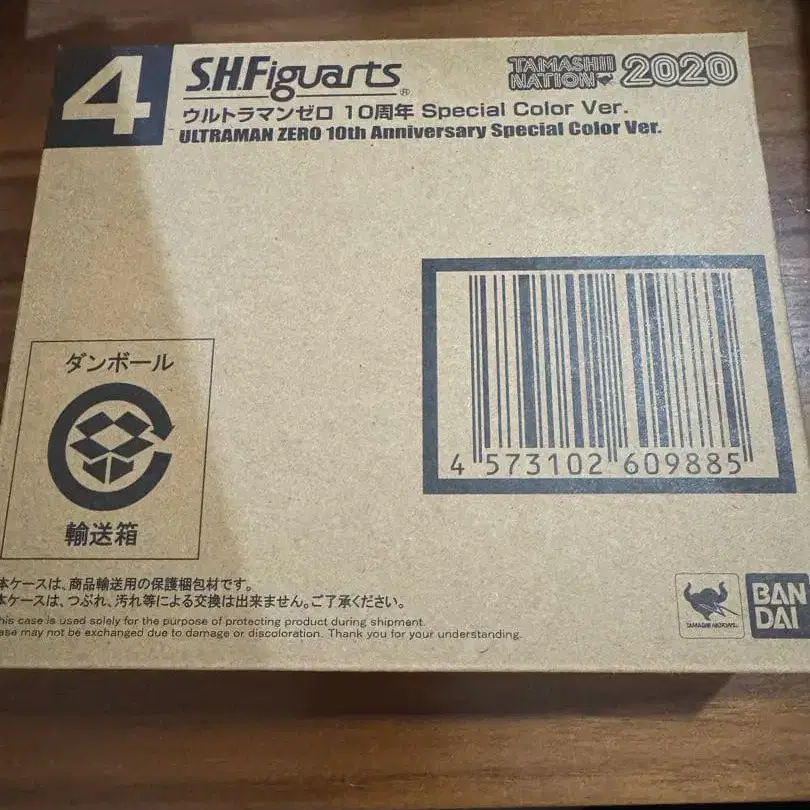 4
S.H.Figuarts®
TAMASHII NATION 2020
ウルトラマンゼロ 10周年 Special Color Ver.
ULTRAMAN ZERO 10th Anniversary Special Color Ver.
ダンボール
輸送箱
4 573102 609885
本ケースは、商品輸送用の保護梱包材です。
本ケースは、つぶれ、汚れ等による交換は出来ません。ご了承ください。
his case is used solely for the purpose of protecting product during shipment.
ase may not be exchanged due to damage or discoloration. Thank you for your understanding.
TAMASHII NATIONS
BAN
DAI